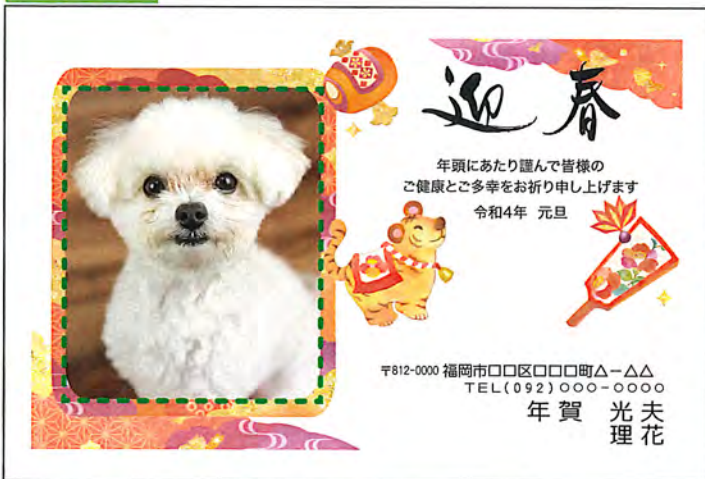 迎春
年頭にあたり謹んで皆様の
ご健康とご多幸をお祈り申し上げます
令和4年 元旦
〒812-0000 福岡市□□区□□□町△-△△
TEL(092)○○○-○○○○
年賀 光夫
理花